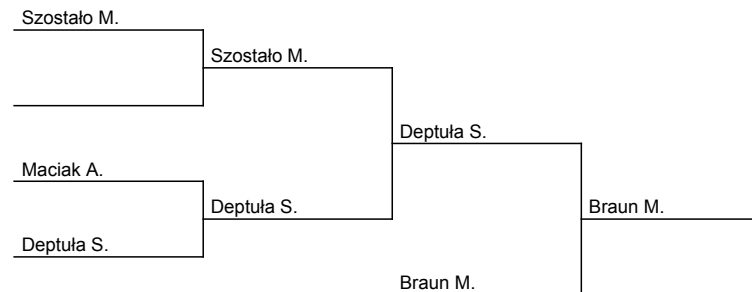 Szostało M.
Szostało M.
Deptuła S.
Maciak A.
Deptuła S.
Braun M.
Deptuła S.
Braun M.